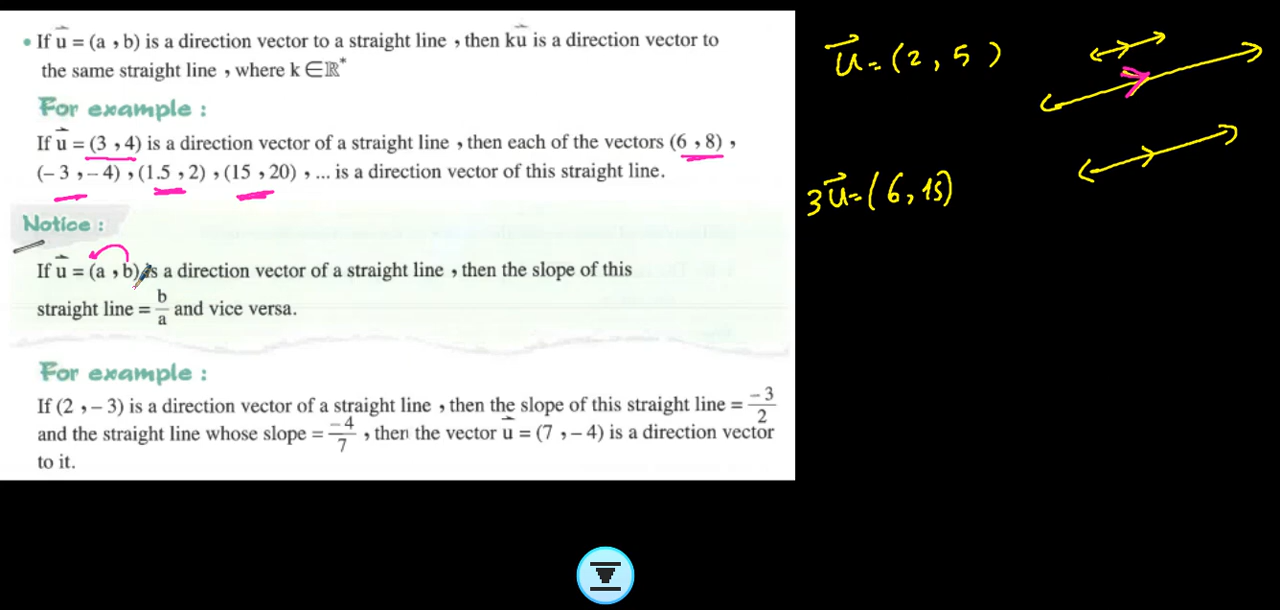 • If u⃗ = (a , b) is a direction vector to a straight line , then ku⃗ is a direction vector to
the same straight line , where k ∈ ℝ*
For example :
If u⃗ = (3 , 4) is a direction vector of a straight line , then each of the vectors (6 , 8) ,
(– 3 , – 4) , (1.5 , 2) , (15 , 20) , ... is a direction vector of this straight line.
Notice :
If u⃗ = (a , b) is a direction vector of a straight line , then the slope of this
straight line = b/a and vice versa.
For example :
If (2 , – 3) is a direction vector of a straight line , then the slope of this straight line = –3/2
and the straight line whose slope = –4/7 , then the vector u⃗ = (7 , – 4) is a direction vector
to it.
u⃗ = (2 , 5)
3u⃗ = (6 , 15)